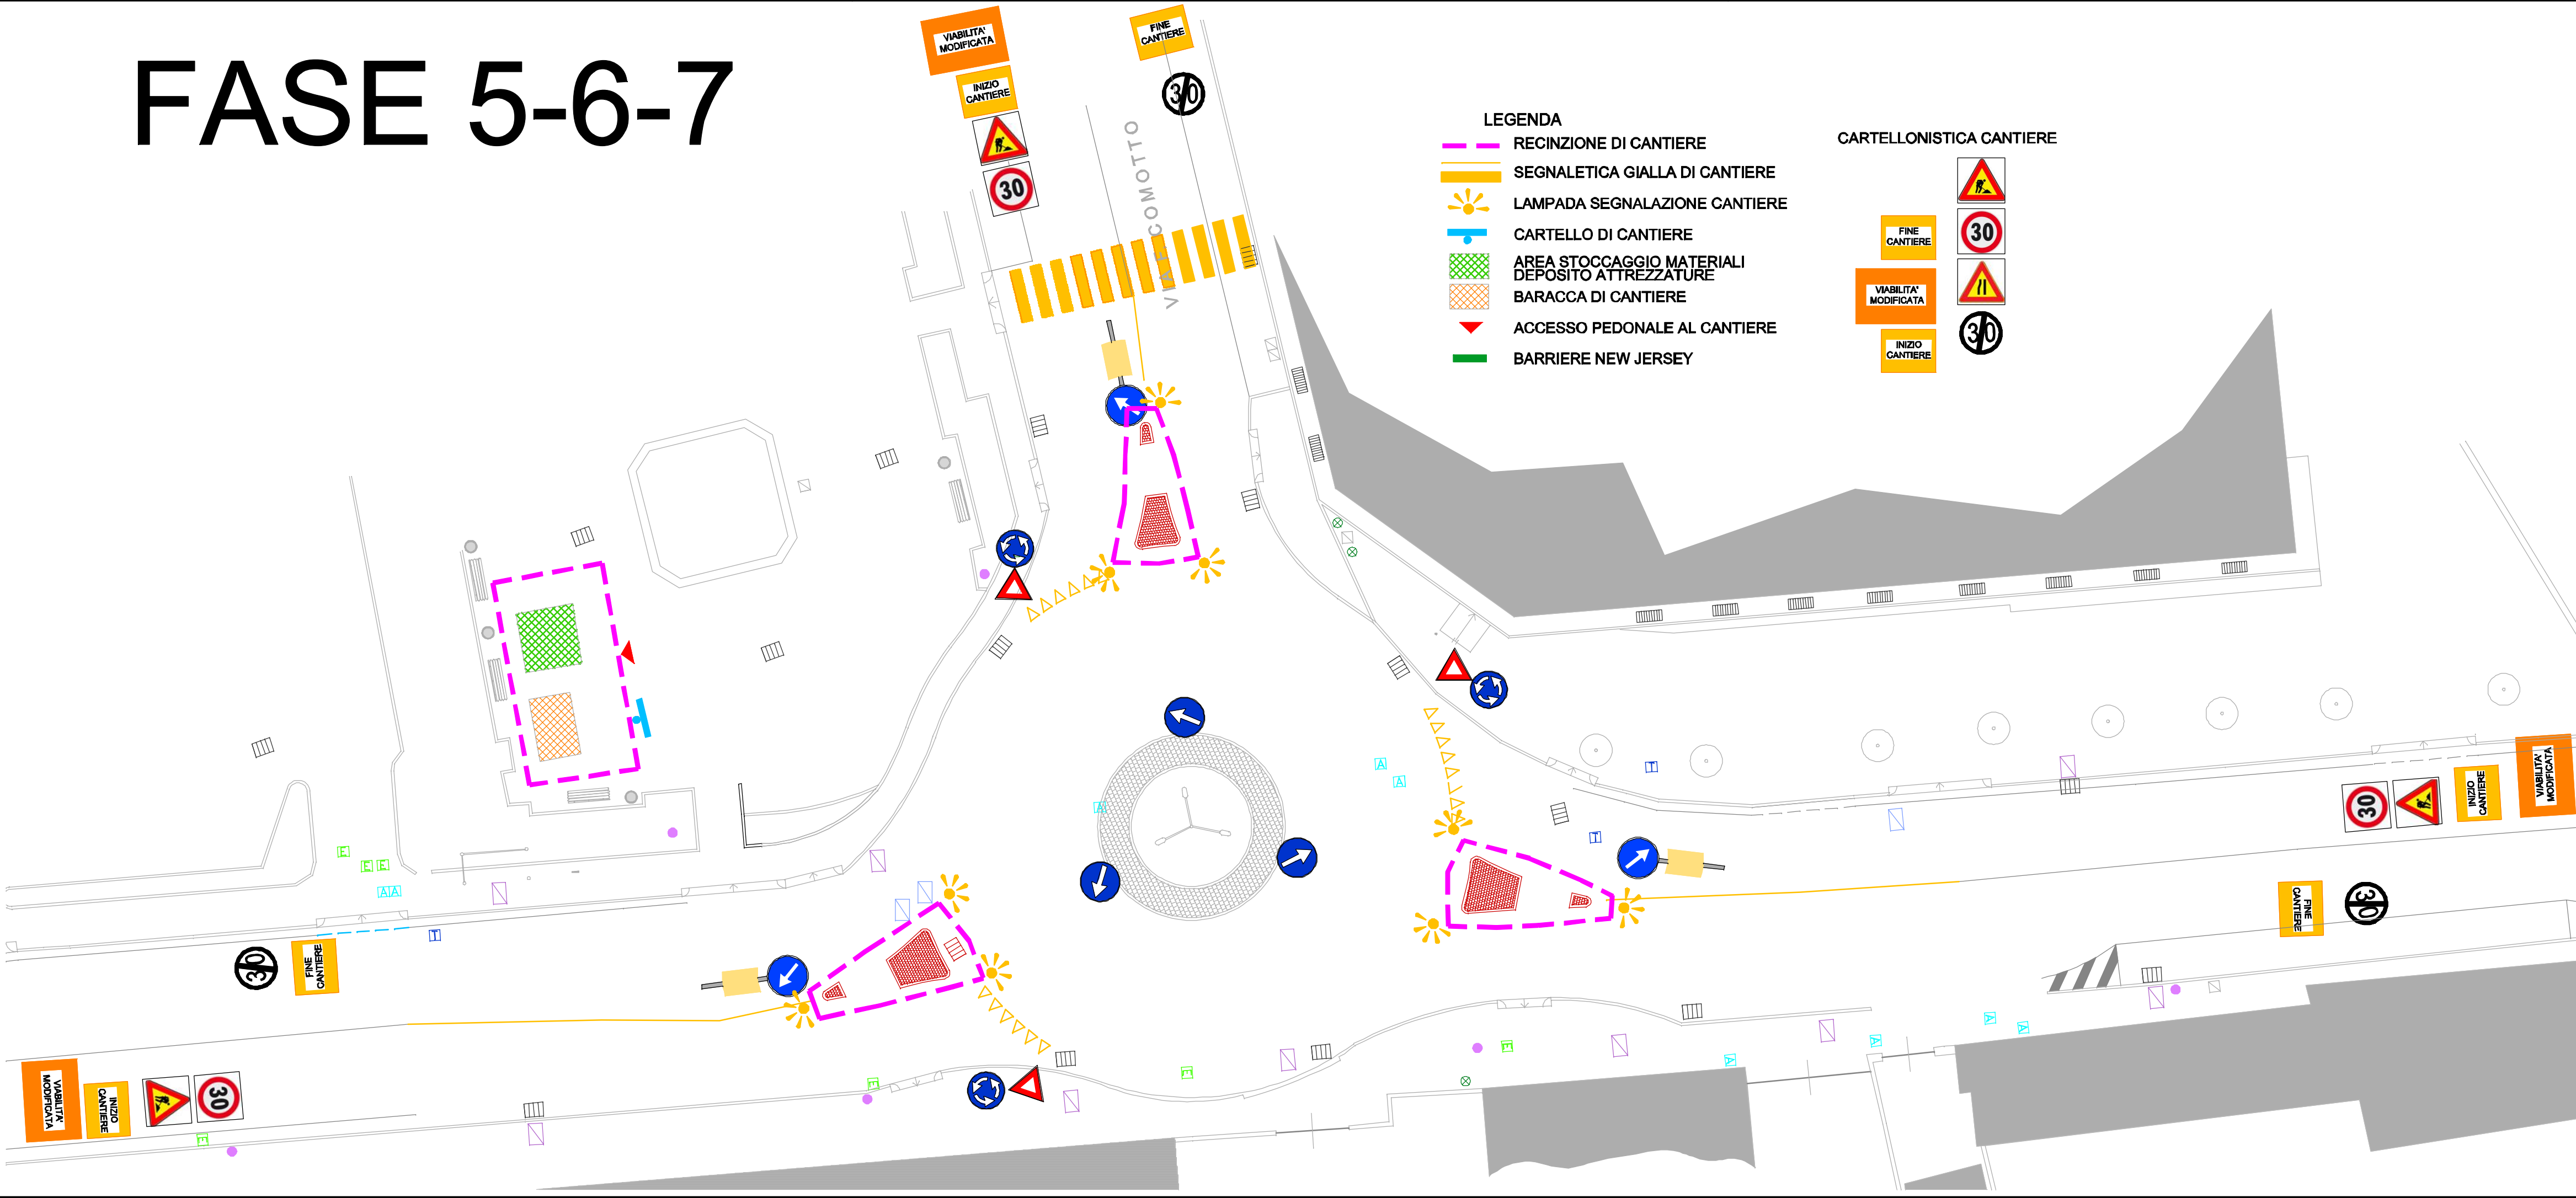 FASE 5-6-7
VIABILITA'
MODIFICATA
INIZIO
CANTIERE
30
FINE
CANTIERE
30
VIA F. COMOTTO
LEGENDA
RECINZIONE DI CANTIERE
SEGNALETICA GIALLA DI CANTIERE
LAMPADA SEGNALAZIONE CANTIERE
CARTELLO DI CANTIERE
AREA STOCCAGGIO MATERIALI
DEPOSITO ATTREZZATURE
BARACCA DI CANTIERE
ACCESSO PEDONALE AL CANTIERE
BARRIERE NEW JERSEY
CARTELLONISTICA CANTIERE
FINE
CANTIERE
VIABILITA'
MODIFICATA
INIZIO
CANTIERE
30
30
A
A
A
T
T
30
INIZIO
CANTIERE
VIABILITA'
MODIFICATA
FINE
CANTIERE
30
E
E E
A A
T
30
FINE
CANTIERE
VIABILITA'
MODIFICATA
INIZIO
CANTIERE
30
E
E
E
E
A
A
A
A